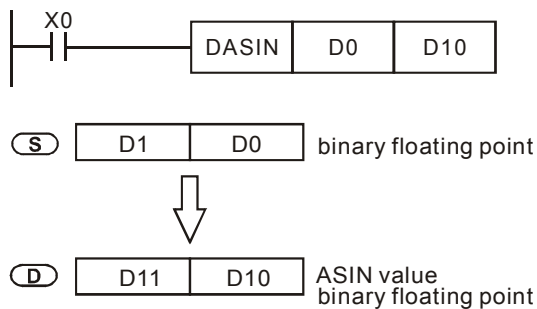 X0
DASIN D0 D10
S D1 D0 binary floating point
D D11 D10 ASIN value
binary floating point